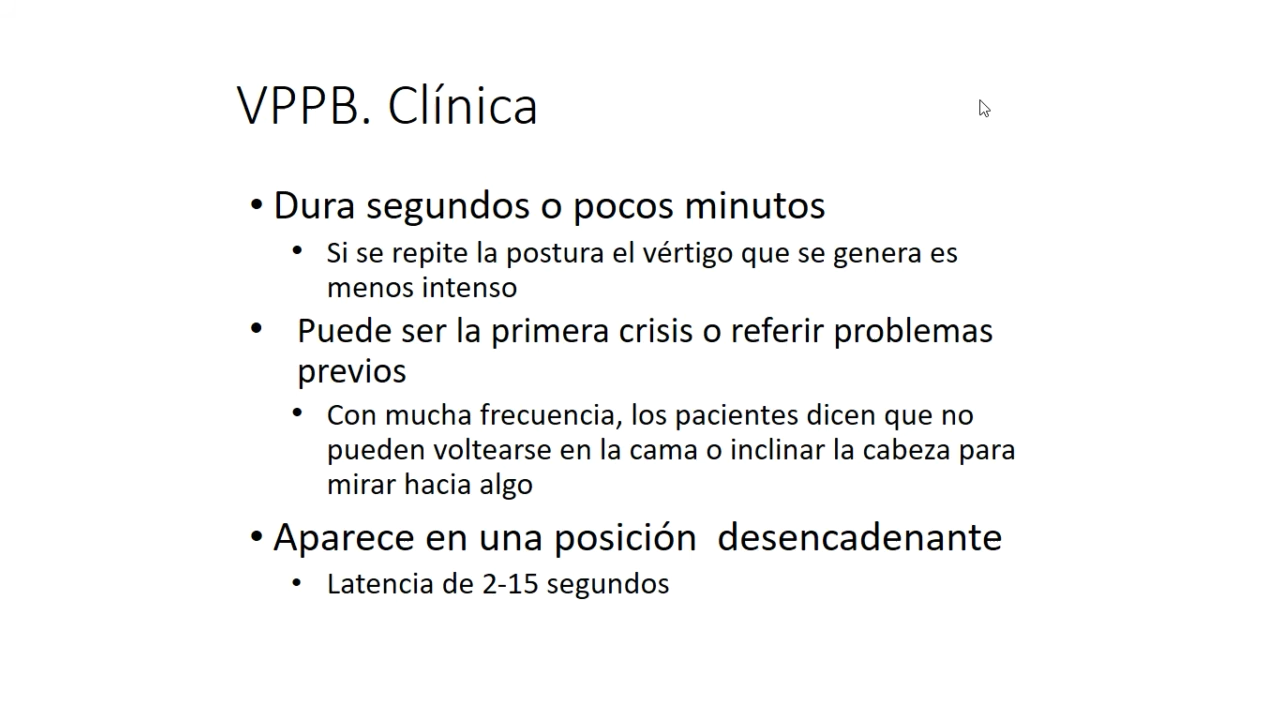 VPPB. Clínica
• Dura segundos o pocos minutos
• Si se repite la postura el vértigo que se genera es
menos intenso
• Puede ser la primera crisis o referir problemas
previos
• Con mucha frecuencia, los pacientes dicen que no
pueden voltearse en la cama o inclinar la cabeza para
mirar hacia algo
• Aparece en una posición  desencadenante
• Latencia de 2-15 segundos